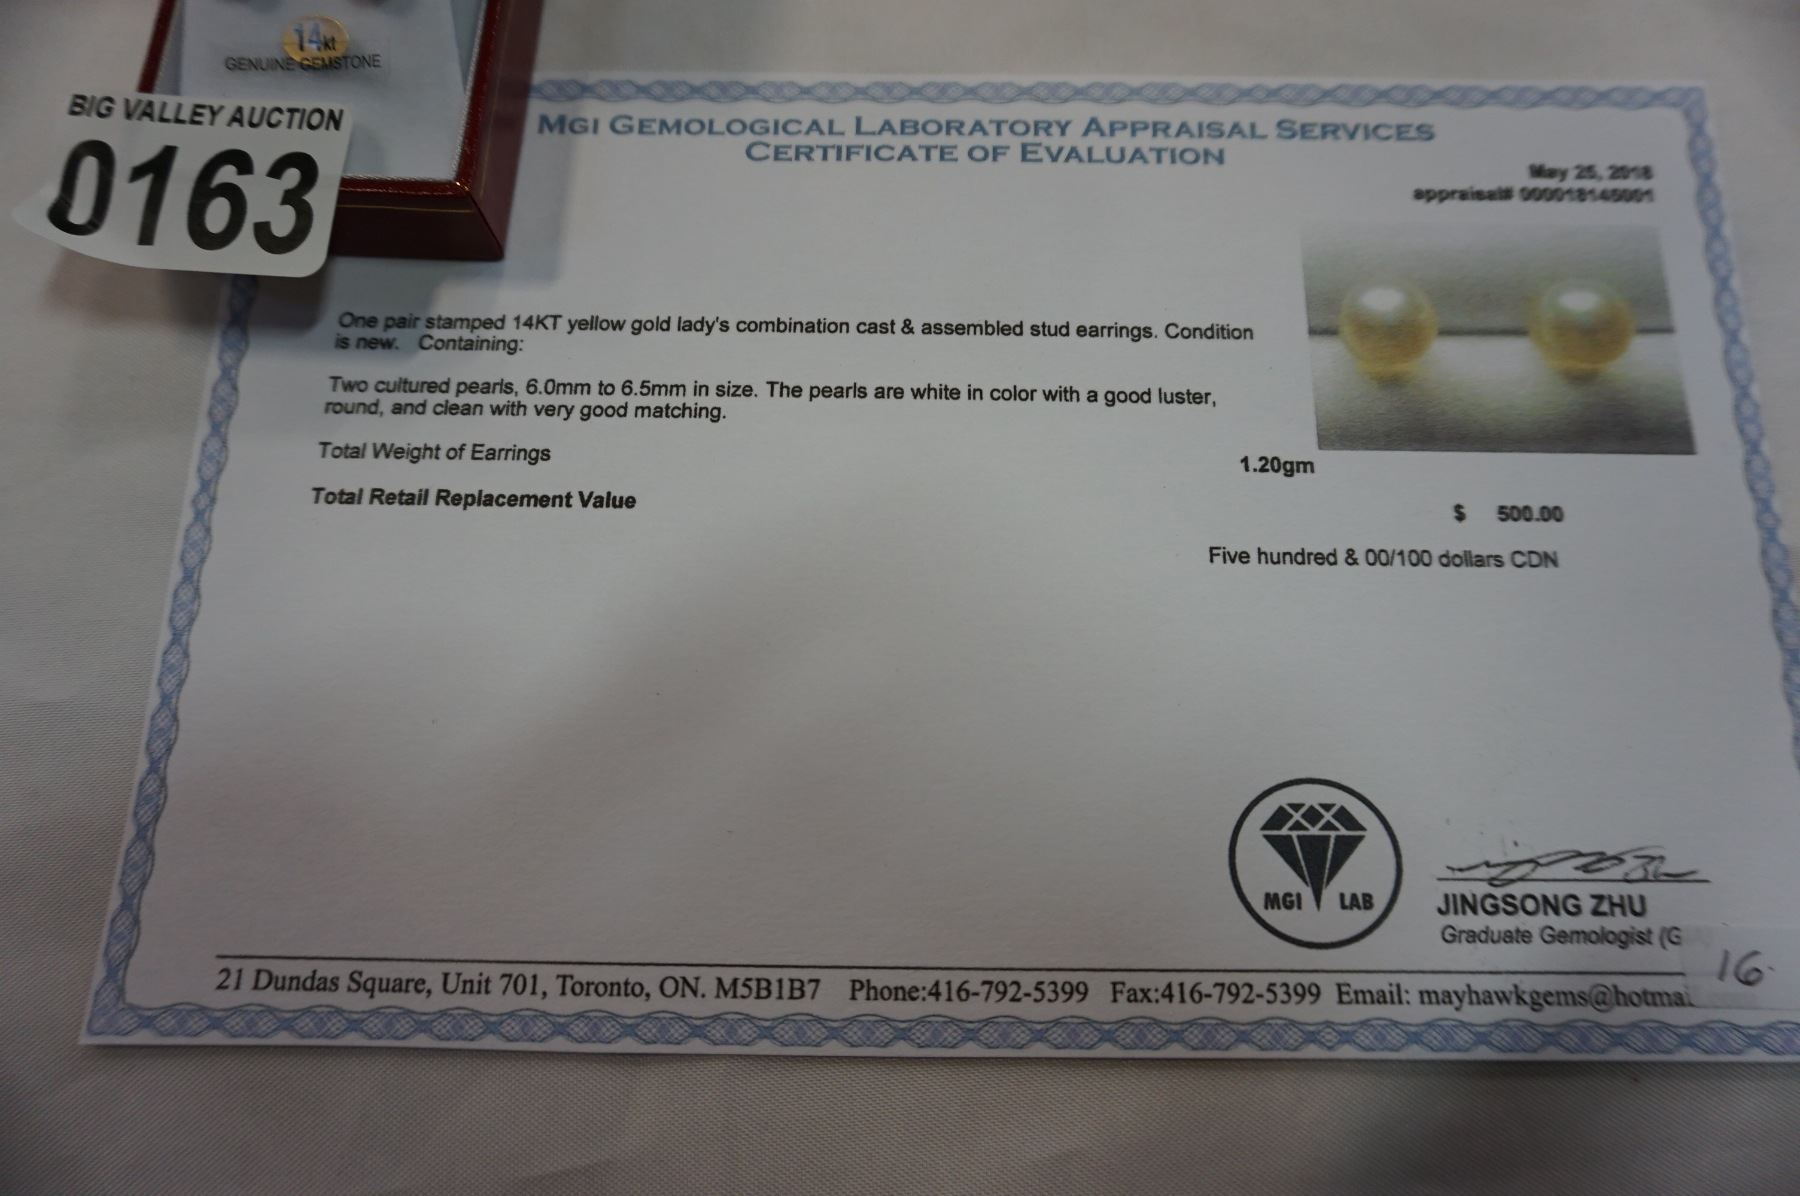 14kt
GENUINE GEMSTONE
BIG VALLEY AUCTION
0163
MGI GEMOLOGICAL LABORATORY APPRAISAL SERVICES
CERTIFICATE OF EVALUATION
May 25, 2018
appraisal# 000018145001
One pair stamped 14KT yellow gold lady's combination cast & assembled stud earrings. Condition
is new. Containing:
Two cultured pearls, 6.0mm to 6.5mm in size. The pearls are white in color with a good luster,
round, and clean with very good matching.
Total Weight of Earrings 1.20gm
Total Retail Replacement Value $ 500.00
Five hundred & 00/100 dollars CDN
MGI LAB
JINGSONG ZHU
Graduate Gemologist (G
16
21 Dundas Square, Unit 701, Toronto, ON. M5B1B7 Phone:416-792-5399 Fax:416-792-5399 Email: mayhawkgems@hotmai